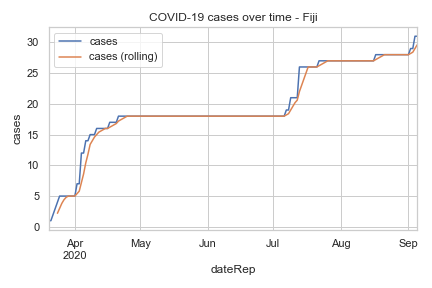 COVID-19 cases over time - Fiji
cases
cases (rolling)
30
25
20
15
10
5
0
cases
Apr
2020
May
Jun
Jul
Aug
Sep
dateRep